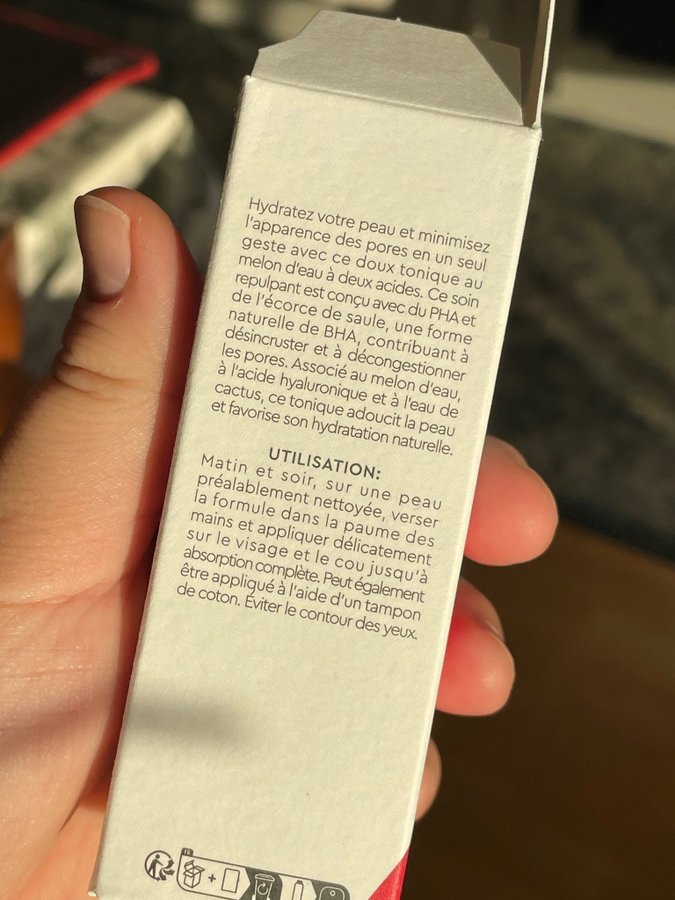 Hydratez votre peau et minimisez
l'apparence des pores en un seul
geste avec ce doux tonique au
melon d'eau à deux acides. Ce soin
repulpant est conçu avec du PHA et
de l'écorce de saule, une forme
naturelle de BHA, contribuant à
désincruster et à décongestionner
les pores. Associé au melon d'eau,
à l'acide hyaluronique et à l'eau de
cactus, ce tonique adoucit la peau
et favorise son hydratation naturelle.
UTILISATION:
Matin et soir, sur une peau
préalablement nettoyée, verser
la formule dans la paume des
mains et appliquer délicatement
sur le visage et le cou jusqu'à
absorption complète. Peut également
être appliqué à l'aide d'un tampon
de coton. Éviter le contour des yeux.
FR
+